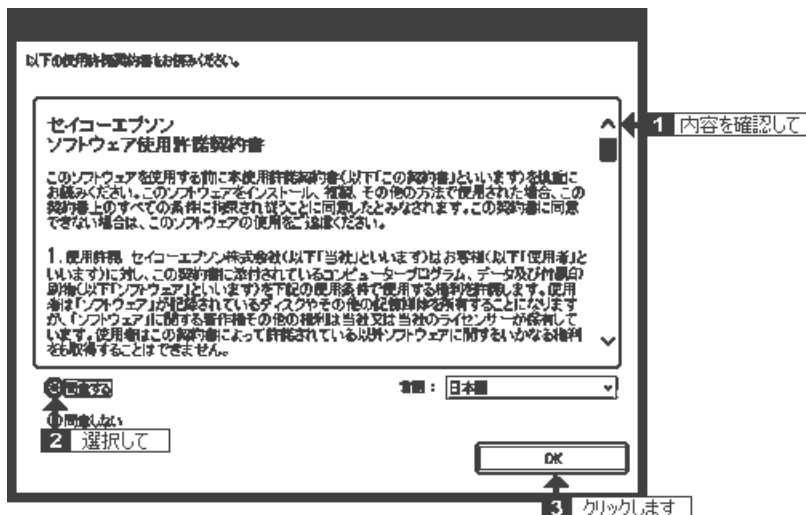 以下の使用許諾契約書をお読みください。
セイコーエプソン
ソフトウェア使用許諾契約書
このソフトウェアを使用する前に本使用許諾契約書(以下「この契約書」といいます)を慎重に
お読みください。このソフトウェアをインストール、複製、その他の方法で使用された場合、この
契約書上のすべての条件に拘束され従うことに同意したとみなされます。この契約書に同意
できない場合は、このソフトウェアの使用をご遠慮ください。
1. 使用許諾 セイコーエプソン株式会社(以下「当社」といいます)はお客様(以下「使用者」と
いいます)に対し、この契約書に添付されているコンピュータープログラム、データ及び付属印
刷物(以下「ソフトウェア」といいます)を下記の使用条件で使用する権利を許諾します。使用
者は「ソフトウェア」が記録されているディスクやその他の記憶媒体を所有することになります
が、「ソフトウェア」に関する著作権その他の権利は当社又は当社のライセンサーが保有して
います。使用者はこの契約書によって許諾されている以外ソフトウェアに関するいかなる権利
をも取得することはできません。
1 内容を確認して
同意する
言語: 日本語
同意しない
2 選択して
OK
3 クリックします